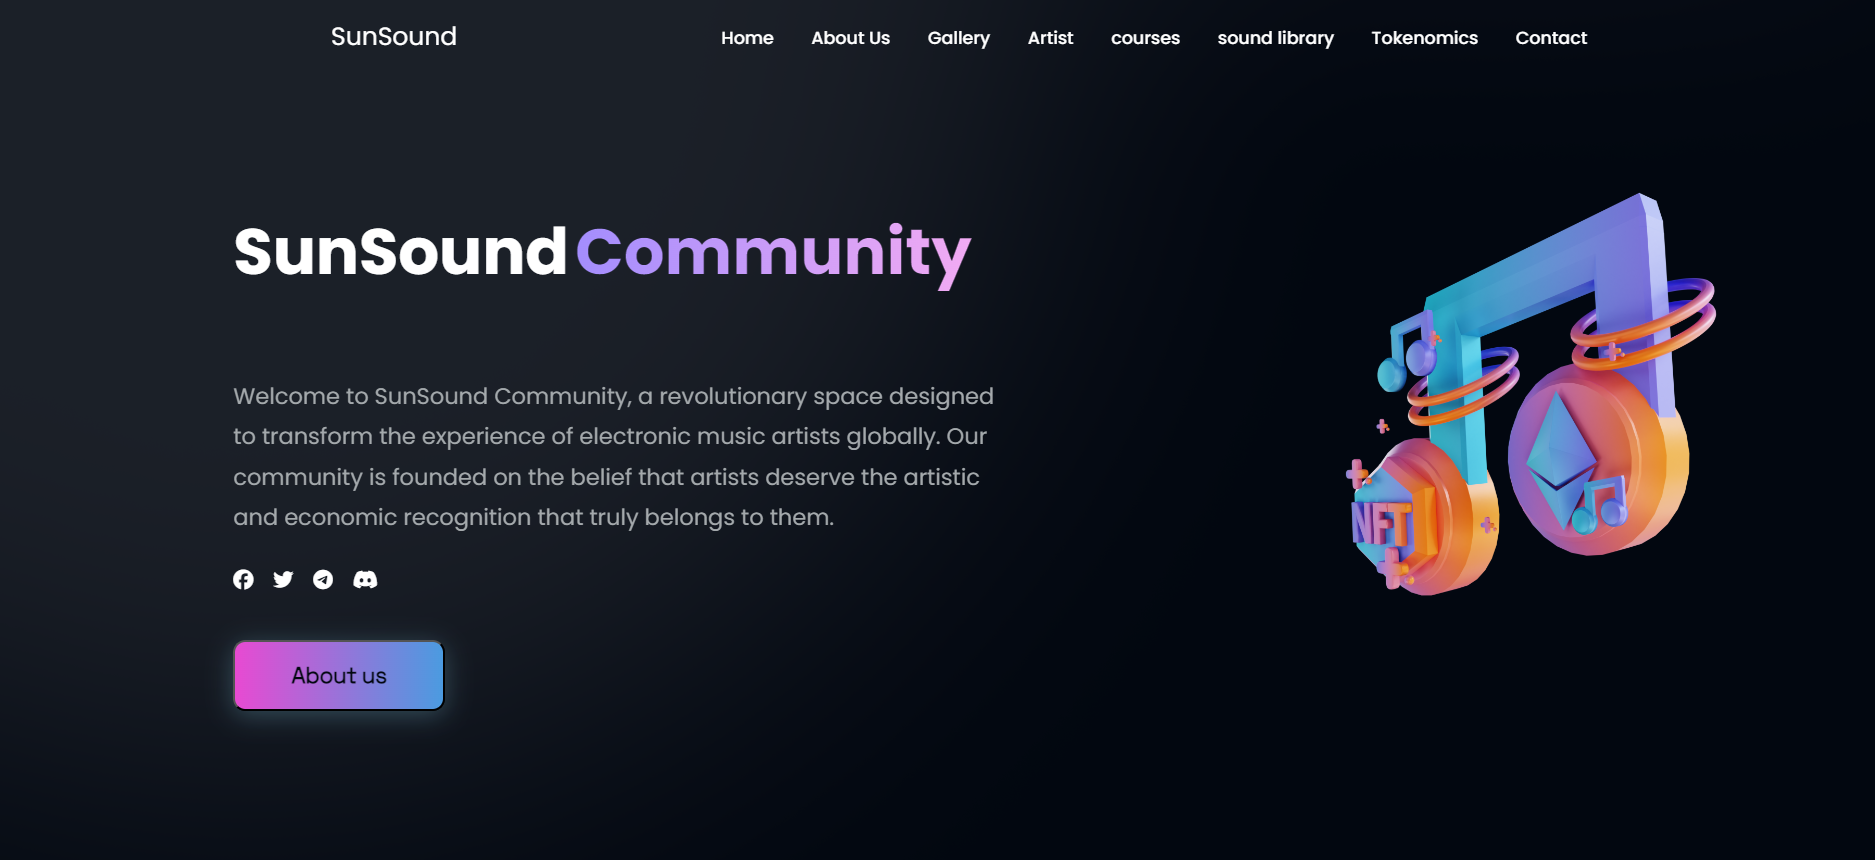 SunSound
Home About Us Gallery Artist courses sound library Tokenomics Contact
SunSound Community
Welcome to SunSound Community, a revolutionary space designed
to transform the experience of electronic music artists globally. Our
community is founded on the belief that artists deserve the artistic
and economic recognition that truly belongs to them.
NFT
About us